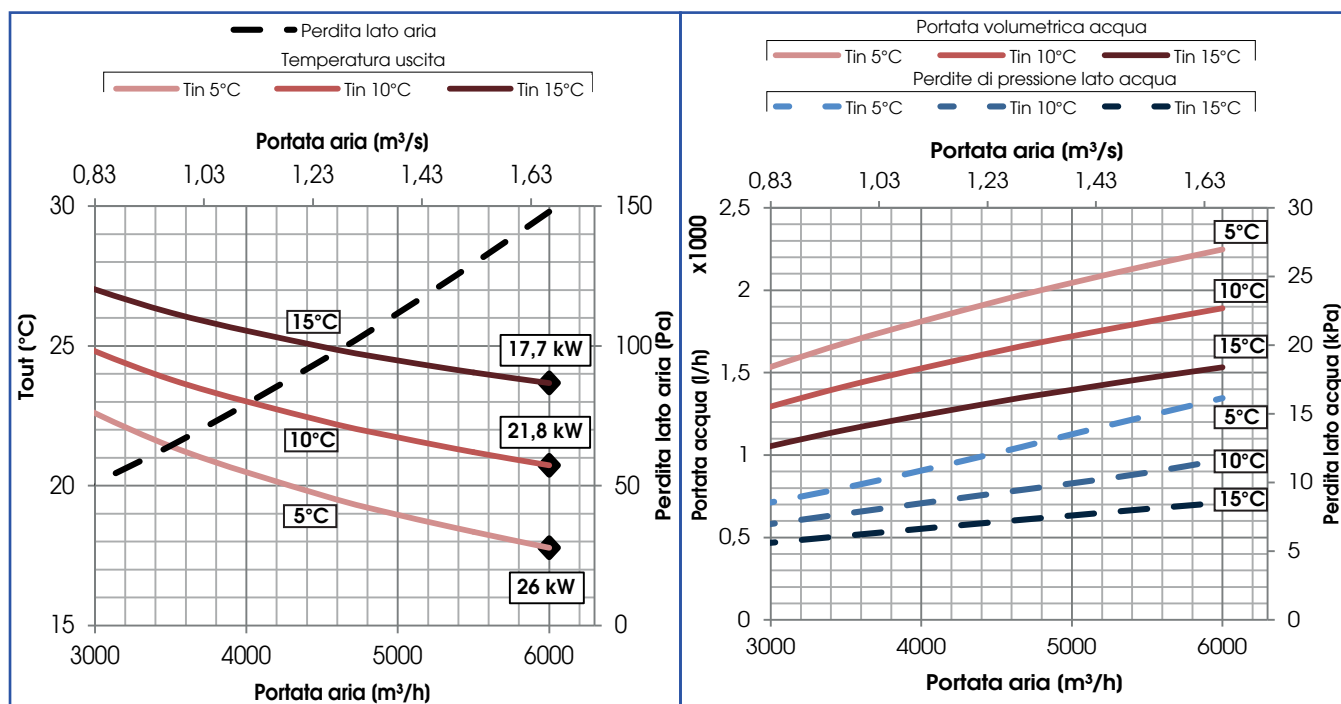 Perdita lato aria
Temperatura uscita
Tin 5°C Tin 10°C Tin 15°C
Portata aria (m³/s)
0,83 1,03 1,23 1,43 1,63
30 150
25 100
20 50
15 0
Tout (°C)
Perdita lato aria (Pa)
15°C
10°C
5°C
17,7 kW
21,8 kW
26 kW
3000 4000 5000 6000
Portata aria (m³/h)
Portata volumetrica acqua
Tin 5°C Tin 10°C Tin 15°C
Perdite di pressione lato acqua
Tin 5°C Tin 10°C Tin 15°C
Portata aria (m³/s)
0,83 1,03 1,23 1,43 1,63
x1000
Portata acqua (l/h)
2,5
2
1,5
1
0,5
0
5°C
10°C
15°C
5°C
10°C
15°C
30
25
20
15
10
5
0
Perdita lato acqua (kPa)
3000 4000 5000 6000
Portata aria (m³/h)